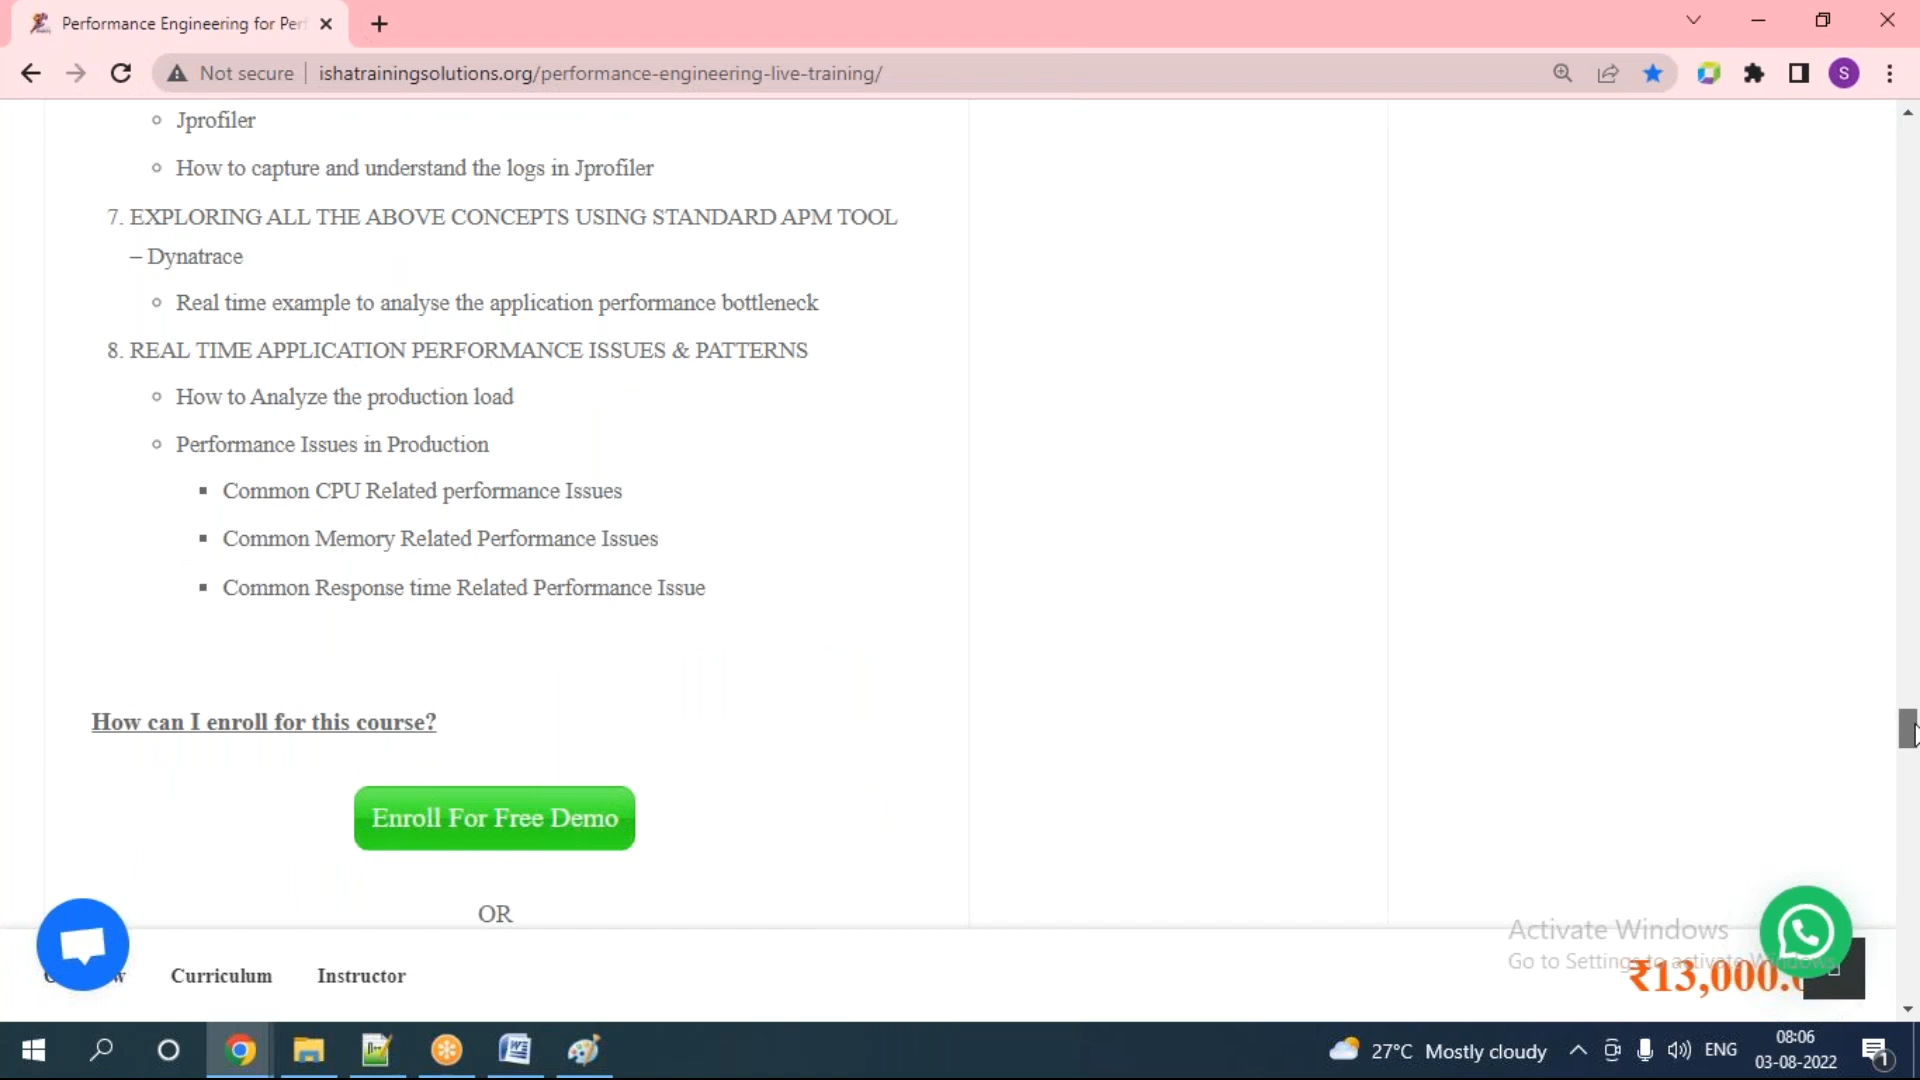 Performance Engineering for Per
Not secure
ishatrainingsolutions.org/performance-engineering-live-training/
S
Jprofiler
How to capture and understand the logs in Jprofiler
7. EXPLORING ALL THE ABOVE CONCEPTS USING STANDARD APM TOOL
– Dynatrace
Real time example to analyse the application performance bottleneck
8. REAL TIME APPLICATION PERFORMANCE ISSUES & PATTERNS
How to Analyze the production load
Performance Issues in Production
Common CPU Related performance Issues
Common Memory Related Performance Issues
Common Response time Related Performance Issue
How can I enroll for this course?
Enroll For Free Demo
OR
Curriculum
Instructor
Activate Windows
Go to Settings to activate Windows.
₹13,000.
27°C Mostly cloudy
ENG
08:06
03-08-2022
1